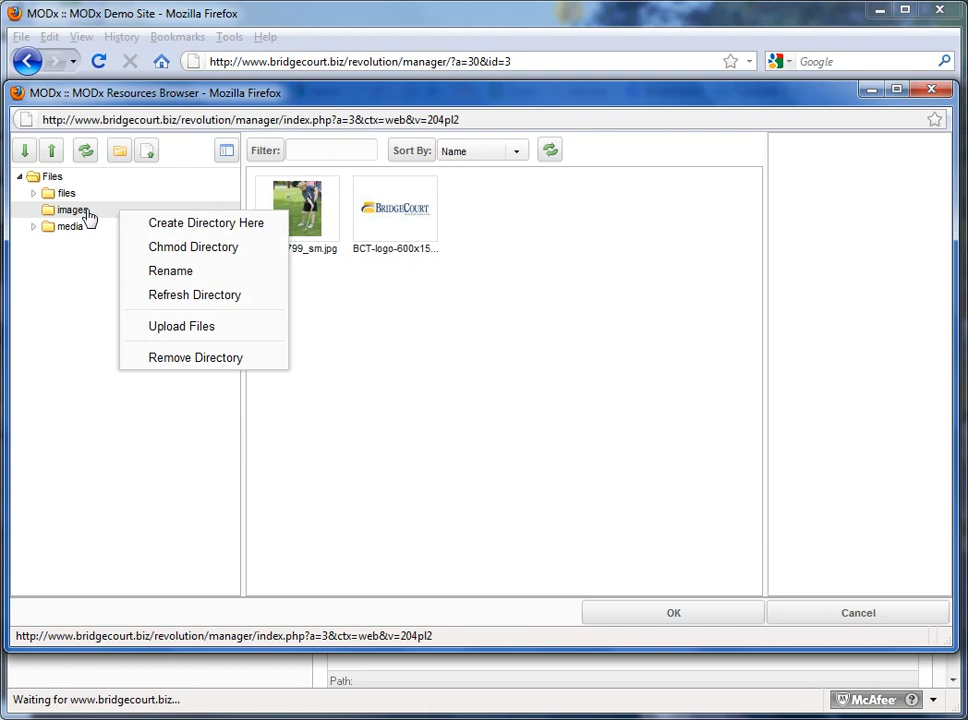 MODx :: MODx Demo Site - Mozilla Firefox
File Edit View History Bookmarks Tools Help
http://www.bridgecourt.biz/revolution/manager/?a=30&id=3
Google
MODx :: MODx Resources Browser - Mozilla Firefox
http://www.bridgecourt.biz/revolution/manager/index.php?a=3&ctx=web&v=204pl2
Filter:
Sort By:
Name
Files
files
images
media
Create Directory Here
Chmod Directory
Rename
Refresh Directory
Upload Files
Remove Directory
BRIDGECOURT
799_sm.jpg
BCT-logo-600x15...
OK
Cancel
http://www.bridgecourt.biz/revolution/manager/index.php?a=3&ctx=web&v=204pl2
Path:
Waiting for www.bridgecourt.biz...
McAfee